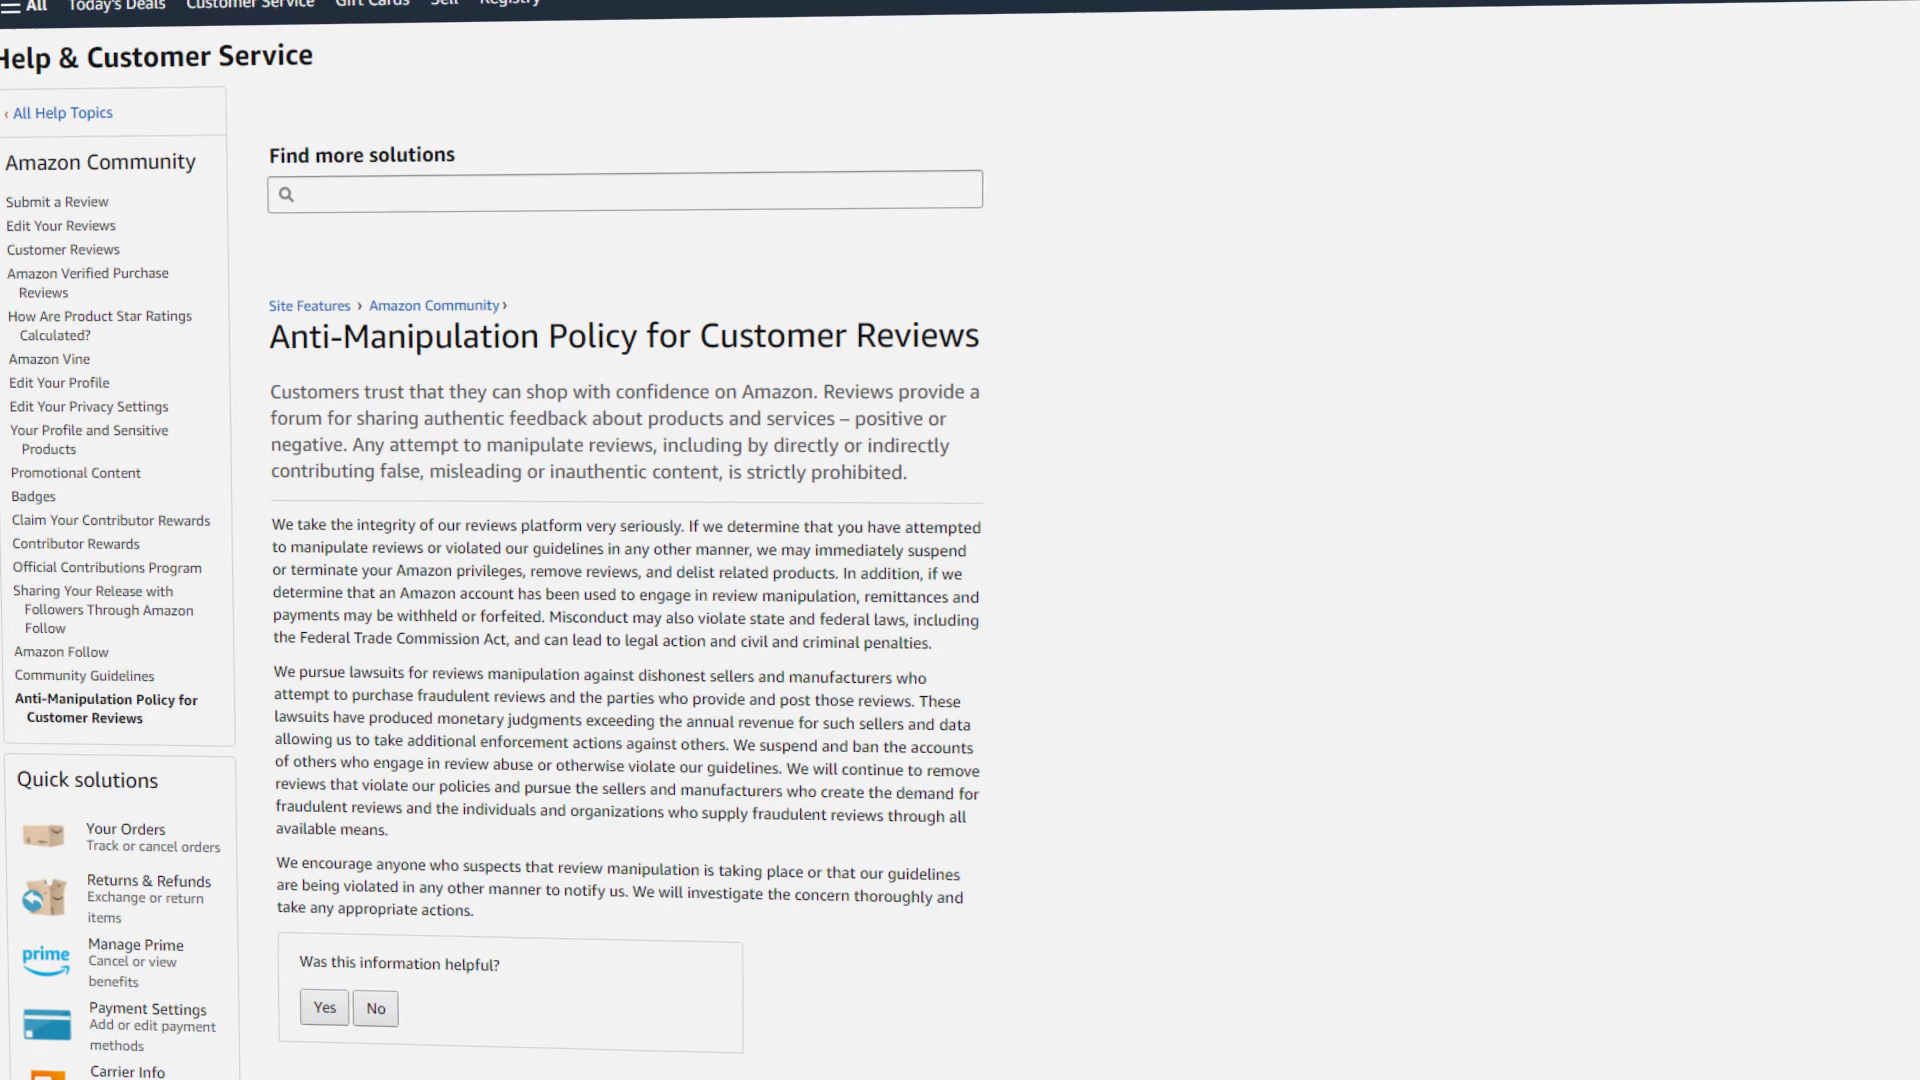 All Today's Deals Customer Service Gift Cards Sell Registry
Help & Customer Service
‹ All Help Topics
Amazon Community
Submit a Review
Edit Your Reviews
Customer Reviews
Amazon Verified Purchase
Reviews
How Are Product Star Ratings
Calculated?
Amazon Vine
Edit Your Profile
Edit Your Privacy Settings
Your Profile and Sensitive
Products
Promotional Content
Badges
Claim Your Contributor Rewards
Contributor Rewards
Official Contributions Program
Sharing Your Release with
Followers Through Amazon
Follow
Amazon Follow
Community Guidelines
Anti-Manipulation Policy for
Customer Reviews
Quick solutions
Your Orders
Track or cancel orders
Returns & Refunds
Exchange or return
items
prime
Manage Prime
Cancel or view
benefits
Payment Settings
Add or edit payment
methods
Carrier Info
Find more solutions
Site Features › Amazon Community ›
Anti-Manipulation Policy for Customer Reviews
Customers trust that they can shop with confidence on Amazon. Reviews provide a
forum for sharing authentic feedback about products and services – positive or
negative. Any attempt to manipulate reviews, including by directly or indirectly
contributing false, misleading or inauthentic content, is strictly prohibited.
We take the integrity of our reviews platform very seriously. If we determine that you have attempted
to manipulate reviews or violated our guidelines in any other manner, we may immediately suspend
or terminate your Amazon privileges, remove reviews, and delist related products. In addition, if we
determine that an Amazon account has been used to engage in review manipulation, remittances and
payments may be withheld or forfeited. Misconduct may also violate state and federal laws, including
the Federal Trade Commission Act, and can lead to legal action and civil and criminal penalties.
We pursue lawsuits for reviews manipulation against dishonest sellers and manufacturers who
attempt to purchase fraudulent reviews and the parties who provide and post those reviews. These
lawsuits have produced monetary judgments exceeding the annual revenue for such sellers and data
allowing us to take additional enforcement actions against others. We suspend and ban the accounts
of others who engage in review abuse or otherwise violate our guidelines. We will continue to remove
reviews that violate our policies and pursue the sellers and manufacturers who create the demand for
fraudulent reviews and the individuals and organizations who supply fraudulent reviews through all
available means.
We encourage anyone who suspects that review manipulation is taking place or that our guidelines
are being violated in any other manner to notify us. We will investigate the concern thoroughly and
take any appropriate actions.
Was this information helpful?
Yes No